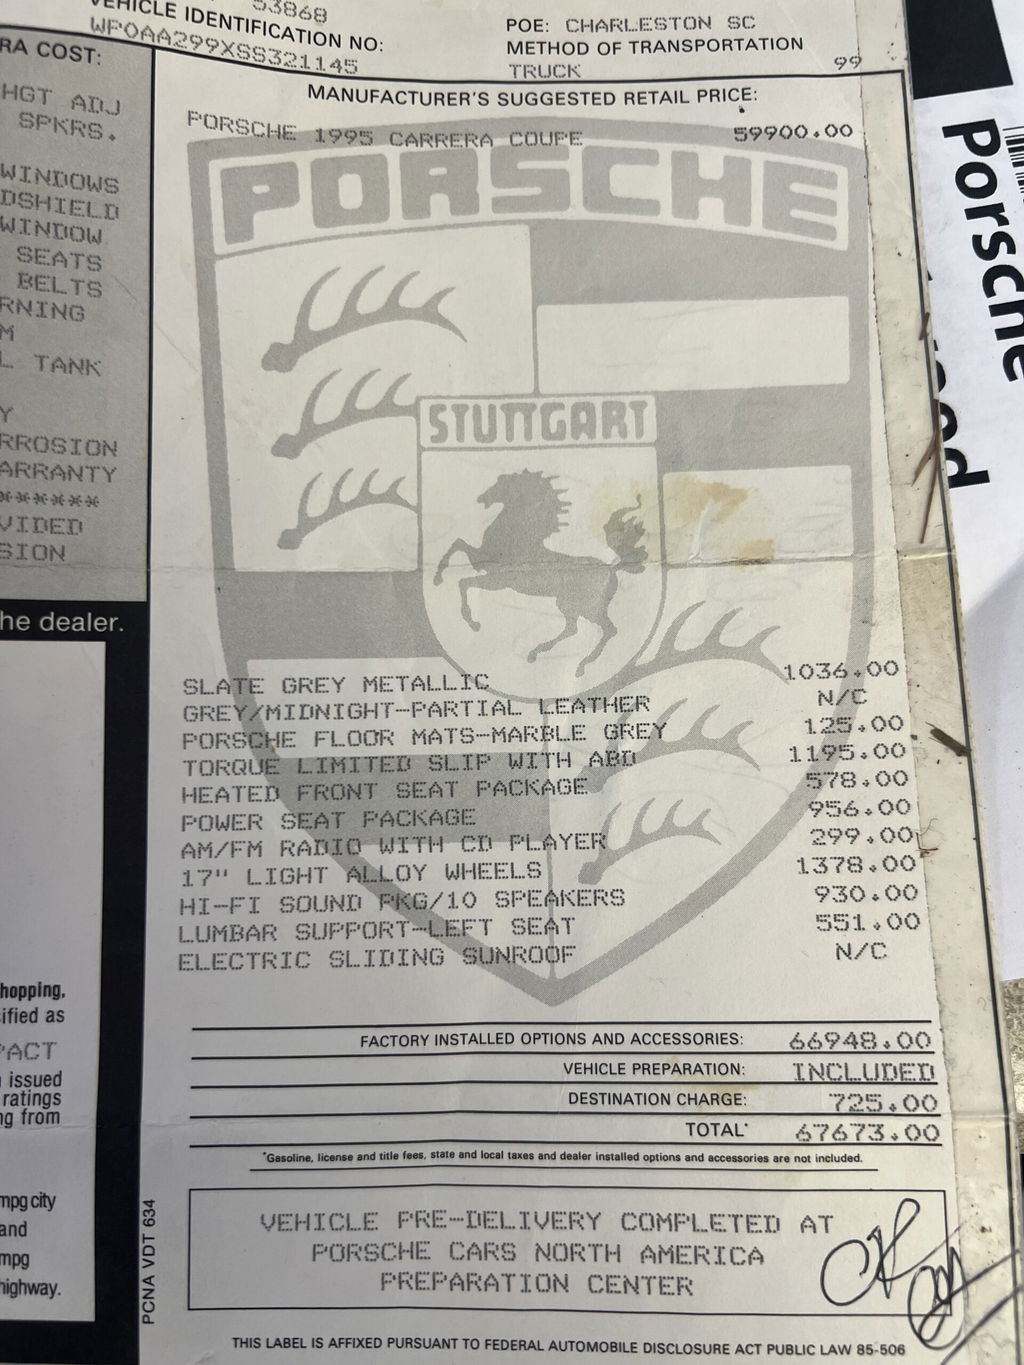 53868
VEHICLE IDENTIFICATION NO:
WP0AA299XSS321145
POE: CHARLESTON SC
METHOD OF TRANSPORTATION
TRUCK
99
RA COST:
HGT ADJ
SPKRS.
WINDOWS
DSHIELD
WINDOW
SEATS
BELTS
RNING
M
L TANK
Y
RROSION
ARRANTY
*******
VIDED
SION
he dealer.
hopping,
ified as
PACT
issued
ratings
ng from
mpg city
and
mpg
highway.
PCNA VDT 634
MANUFACTURER'S SUGGESTED RETAIL PRICE:
PORSCHE 1995 CARRERA COUPE 59900.00
PORSCHE
STUTTGART
SLATE GREY METALLIC 1036.00
GREY/MIDNIGHT-PARTIAL LEATHER N/C
PORSCHE FLOOR MATS-MARBLE GREY 125.00
TORQUE LIMITED SLIP WITH ABD 1195.00
HEATED FRONT SEAT PACKAGE 578.00
POWER SEAT PACKAGE 956.00
AM/FM RADIO WITH CD PLAYER 299.00
17" LIGHT ALLOY WHEELS 1378.00
HI-FI SOUND PKG/10 SPEAKERS 930.00
LUMBAR SUPPORT-LEFT SEAT 551.00
ELECTRIC SLIDING SUNROOF N/C
FACTORY INSTALLED OPTIONS AND ACCESSORIES: 66948.00
VEHICLE PREPARATION: INCLUDED
DESTINATION CHARGE: 725.00
TOTAL* 67673.00
*Gasoline, license and title fees, state and local taxes and dealer installed options and accessories are not included.
VEHICLE PRE-DELIVERY COMPLETED AT
PORSCHE CARS NORTH AMERICA
PREPARATION CENTER
THIS LABEL IS AFFIXED PURSUANT TO FEDERAL AUTOMOBILE DISCLOSURE ACT PUBLIC LAW 85-506
Porsche